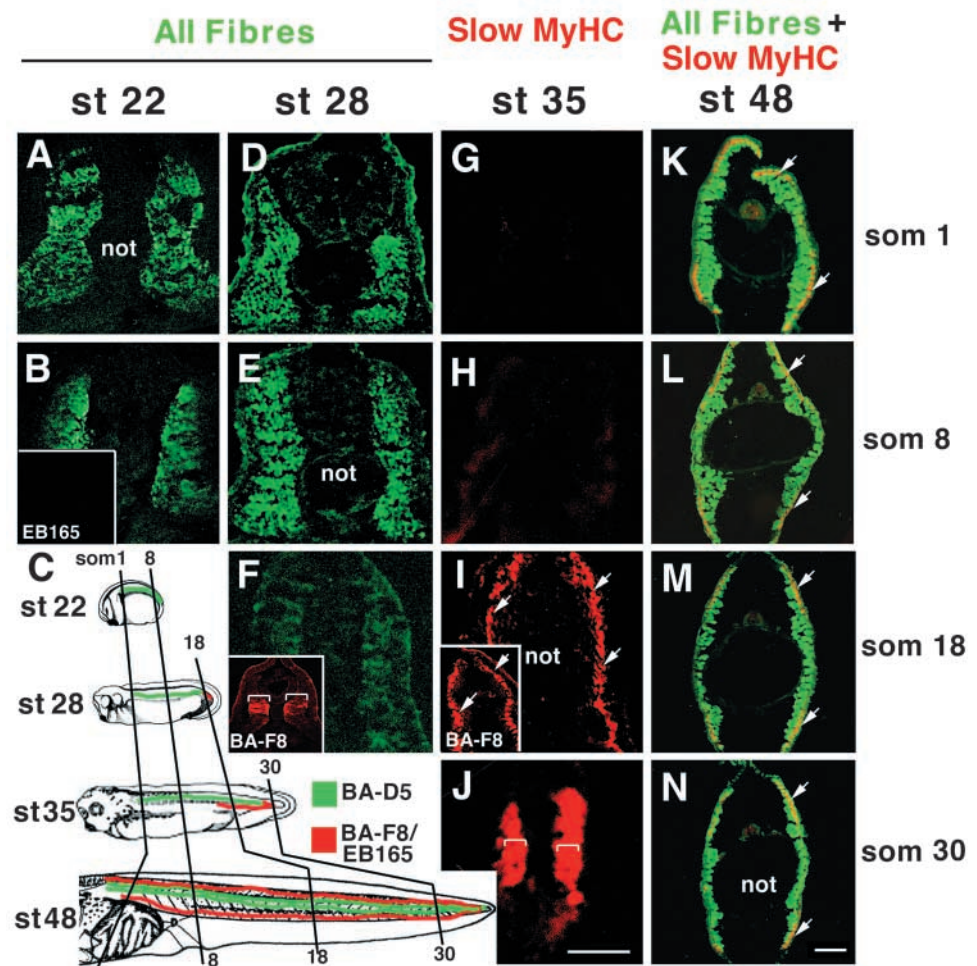 All Fibres
Slow MyHC
All Fibres +
Slow MyHC
st 22
st 28
st 35
st 48
A
not
D
G
K
som 1
B
EB165
E
not
H
L
som 8
C
som1
8
st 22
18
st 28
30
st35
BA-D5
BA-F8/
EB165
st48
8
18
30
F
BA-F8
I
not
BA-F8
M
som 18
J
N
not
som 30